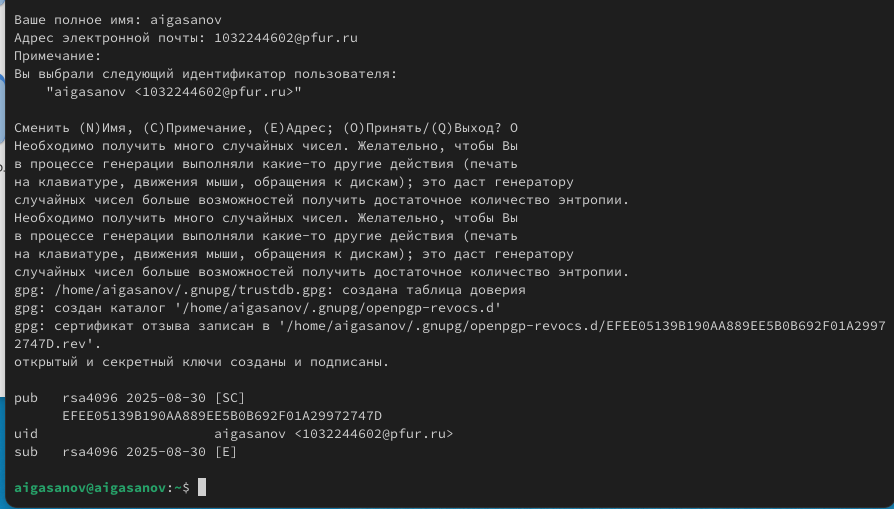 Ваше полное имя: aigasanov
Адрес электронной почты: 1032244602@pfur.ru
Примечание:
Вы выбрали следующий идентификатор пользователя:
    "aigasanov <1032244602@pfur.ru>"

Сменить (N)Имя, (C)Примечание, (E)Адрес; (O)Принять/(Q)Выход? O
Необходимо получить много случайных чисел. Желательно, чтобы Вы
в процессе генерации выполняли какие-то другие действия (печать
на клавиатуре, движения мыши, обращения к дискам); это даст генератору
случайных чисел больше возможностей получить достаточное количество энтропии.
Необходимо получить много случайных чисел. Желательно, чтобы Вы
в процессе генерации выполняли какие-то другие действия (печать
на клавиатуре, движения мыши, обращения к дискам); это даст генератору
случайных чисел больше возможностей получить достаточное количество энтропии.
gpg: /home/aigasanov/.gnupg/trustdb.gpg: создана таблица доверия
gpg: создан каталог '/home/aigasanov/.gnupg/openpgp-revocs.d'
gpg: сертификат отзыва записан в '/home/aigasanov/.gnupg/openpgp-revocs.d/EFEE05139B190AA889EE5B0B692F01A2997
2747D.rev'.
открытый и секретный ключи созданы и подписаны.

pub   rsa4096 2025-08-30 [SC]
      EFEE05139B190AA889EE5B0B692F01A29972747D
uid                      aigasanov <1032244602@pfur.ru>
sub   rsa4096 2025-08-30 [E]

aigasanov@aigasanov:~$